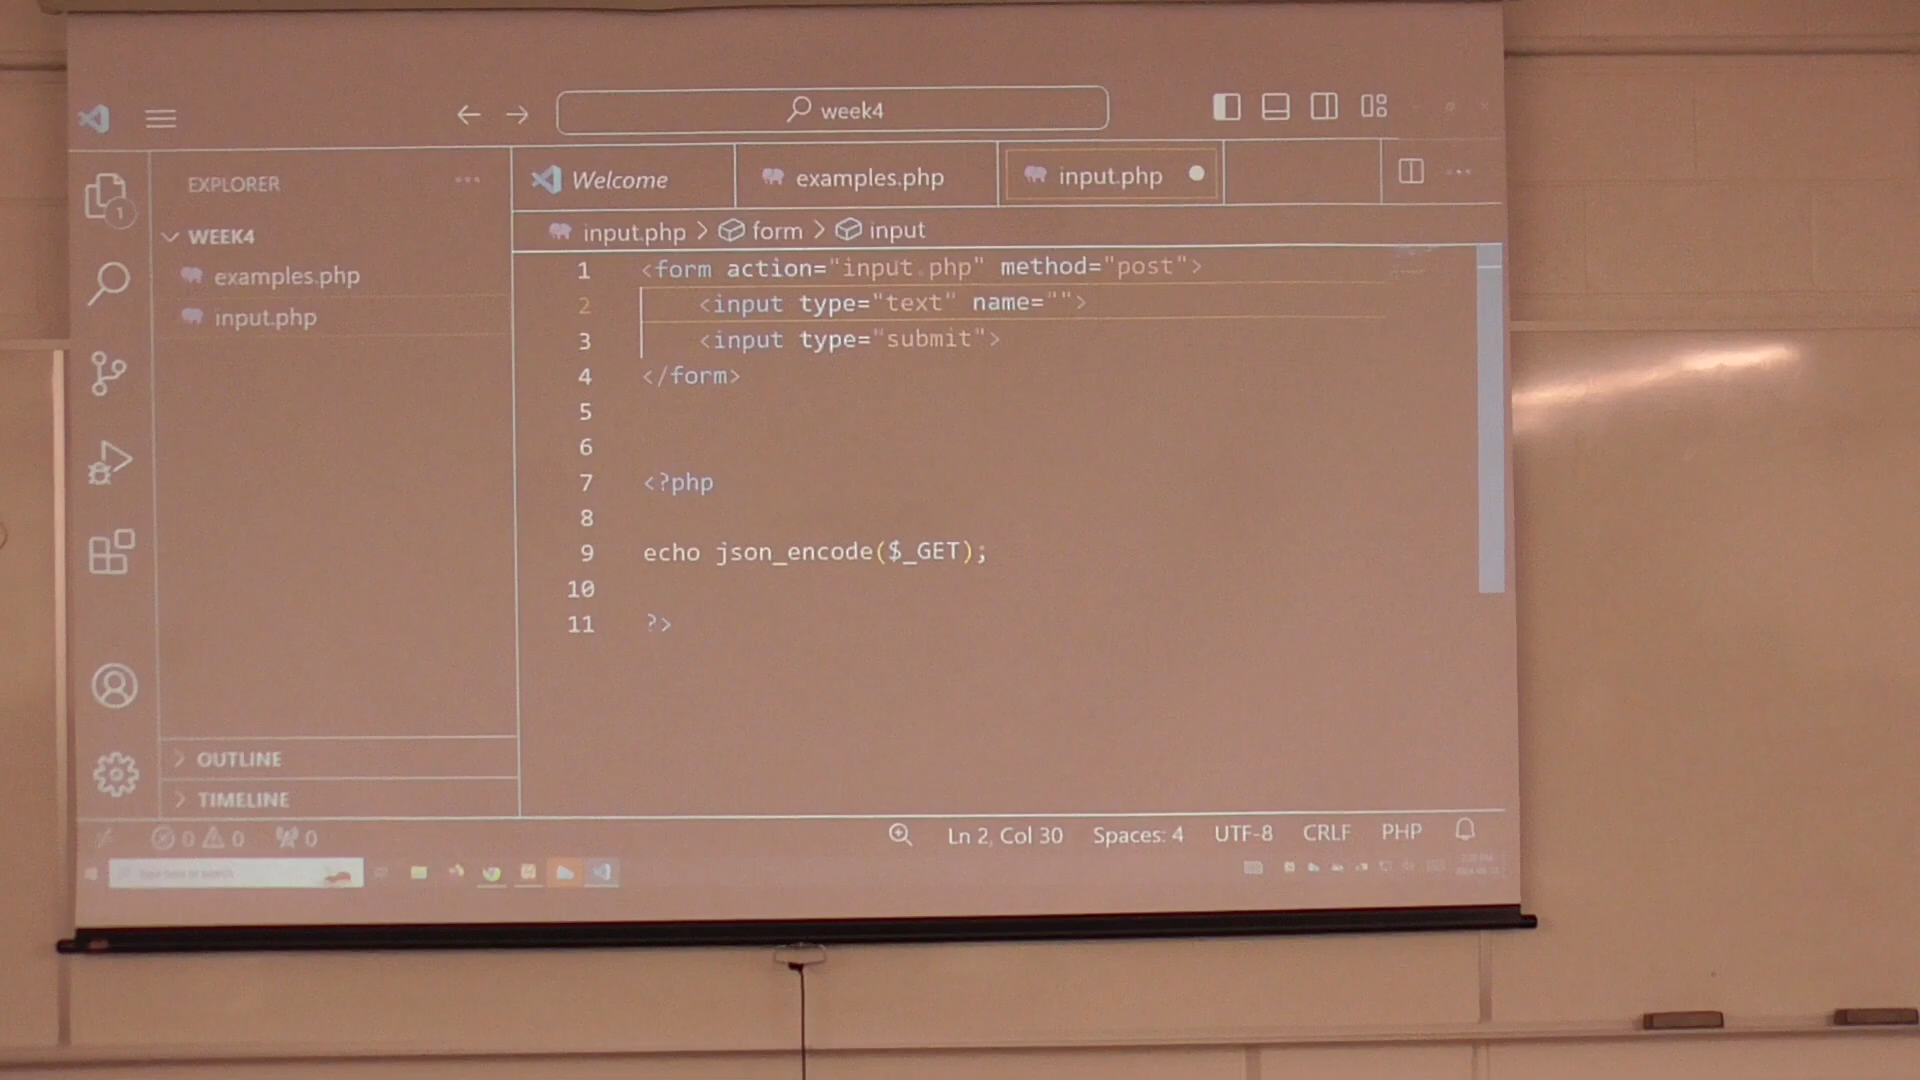 week4
EXPLORER
Welcome
examples.php
input.php
WEEK4
input.php > form > input
1
examples.php
input.php
1 <form action="input.php" method="post">
2 <input type="text" name="">
3 <input type="submit">
4 </form>
5
6
7 <?php
8
9 echo json_encode($_GET);
10
11 ?>
OUTLINE
TIMELINE
0 0 0
Ln 2, Col 30 Spaces: 4 UTF-8 CRLF PHP